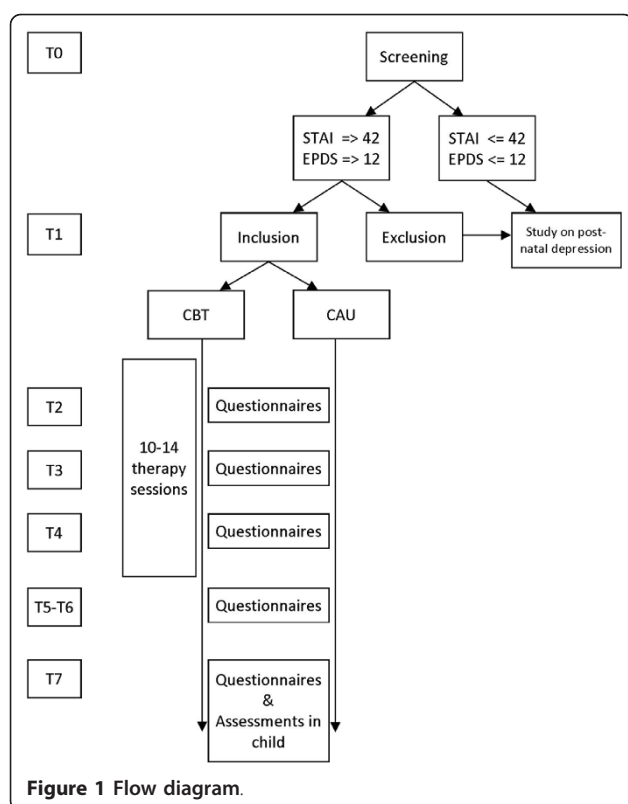 T0
Screening
STAI => 42
EPDS => 12
STAI <= 42
EPDS <= 12
T1
Inclusion
Exclusion
Study on post-
natal depression
CBT
CAU
10-14
therapy
sessions
T2
Questionnaires
T3
Questionnaires
T4
Questionnaires
T5-T6
Questionnaires
T7
Questionnaires
&
Assessments in
child
Figure 1 Flow diagram.